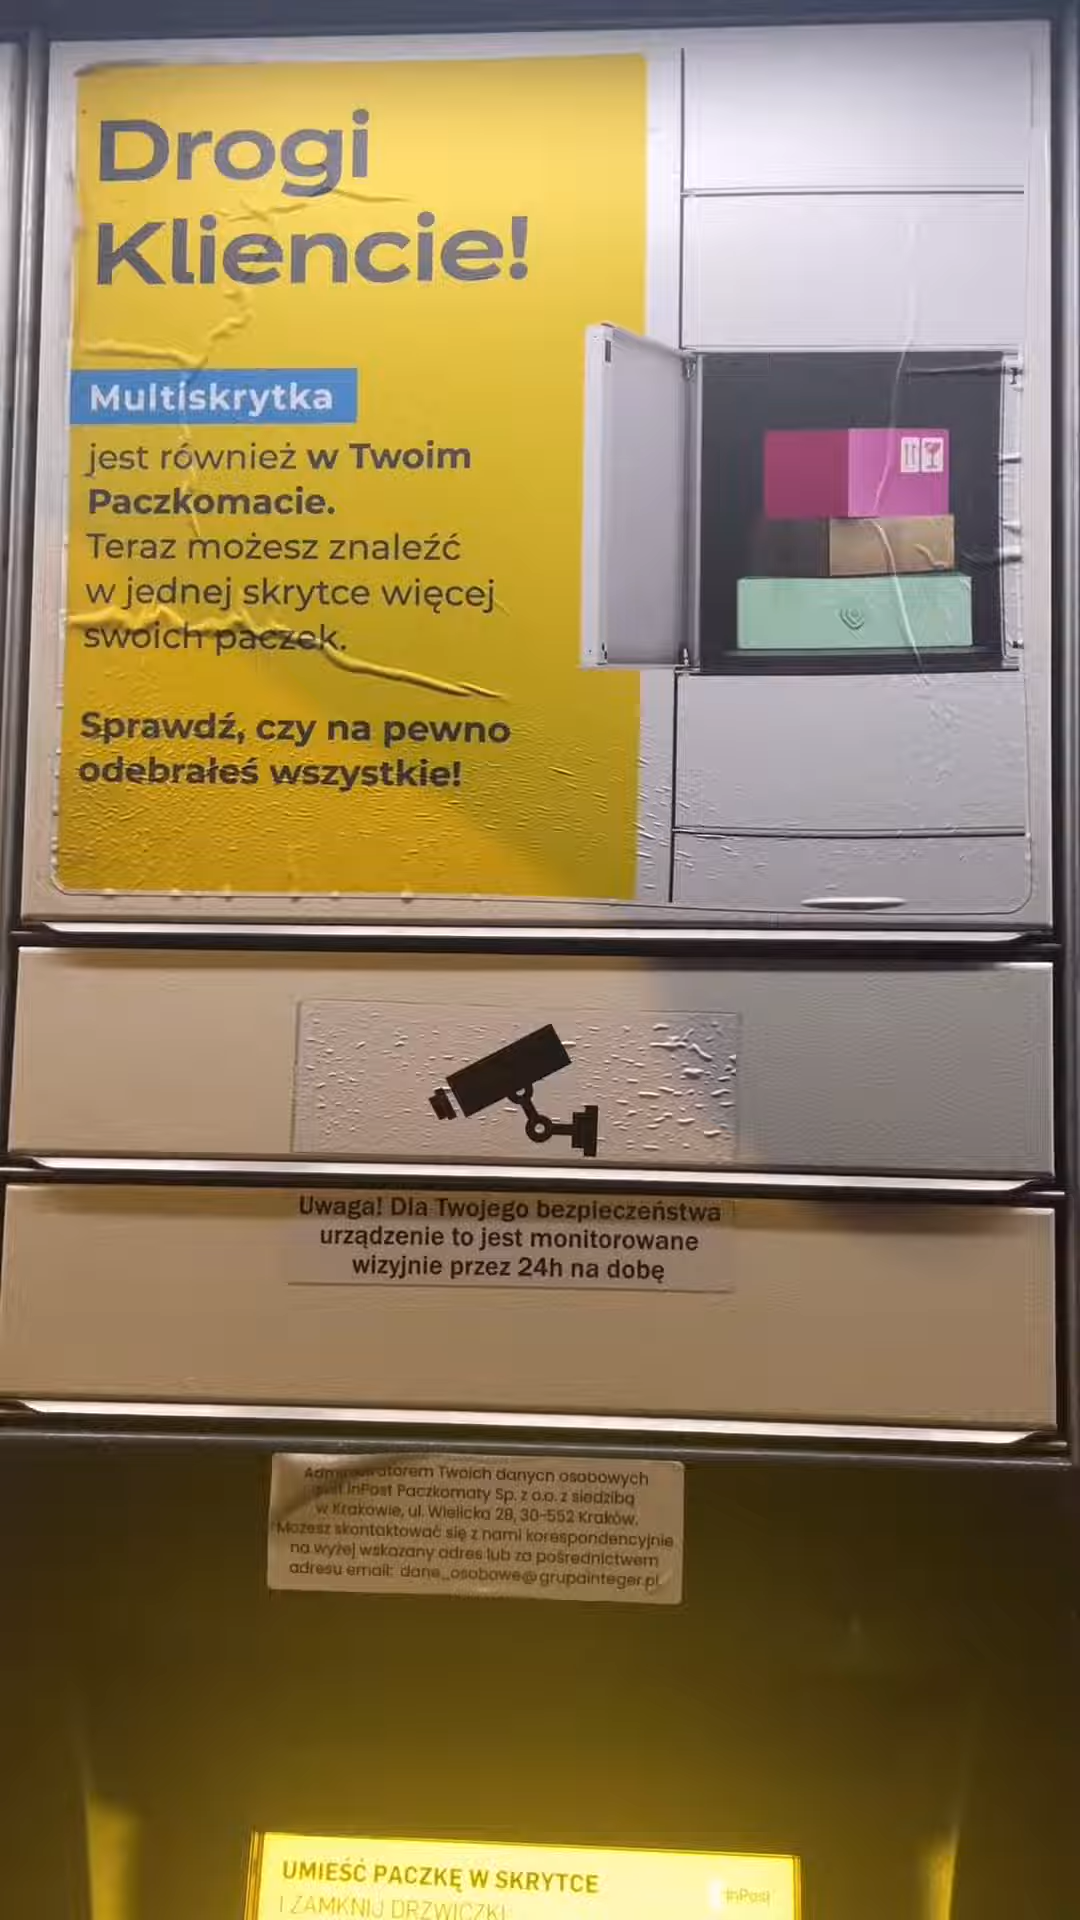 Drogi
Kliencie!
Multiskrytka
jest również w Twoim
Paczkomacie.
Teraz możesz znaleźć
w jednej skrytce więcej
swoich paczek.
Sprawdź, czy na pewno
odebrałeś wszystkie!
Uwaga! Dla Twojego bezpieczeństwa
urządzenie to jest monitorowane
wizyjnie przez 24h na dobę
Administratorem Twoich danych osobowych
jest InPost Paczkomaty Sp. z o.o. z siedzibą
w Krakowie, ul. Wielicka 28, 30-552 Kraków.
Możesz skontaktować się z nami korespondencyjnie
na wyżej wskazany adres lub za pośrednictwem
adresu email: dane_osobowe@grupainteger.pl
UMIEŚĆ PACZKĘ W SKRYTCE
I ZAMKNIJ DRZWICZKI
InPost